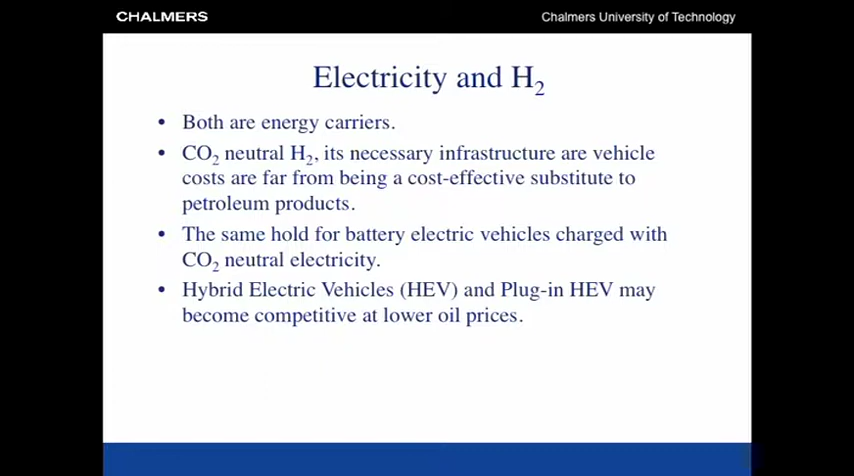 CHALMERS
Chalmers University of Technology
Electricity and H₂
• Both are energy carriers.
• CO₂ neutral H₂, its necessary infrastructure are vehicle
costs are far from being a cost-effective substitute to
petroleum products.
• The same hold for battery electric vehicles charged with
CO₂ neutral electricity.
• Hybrid Electric Vehicles (HEV) and Plug-in HEV may
become competitive at lower oil prices.